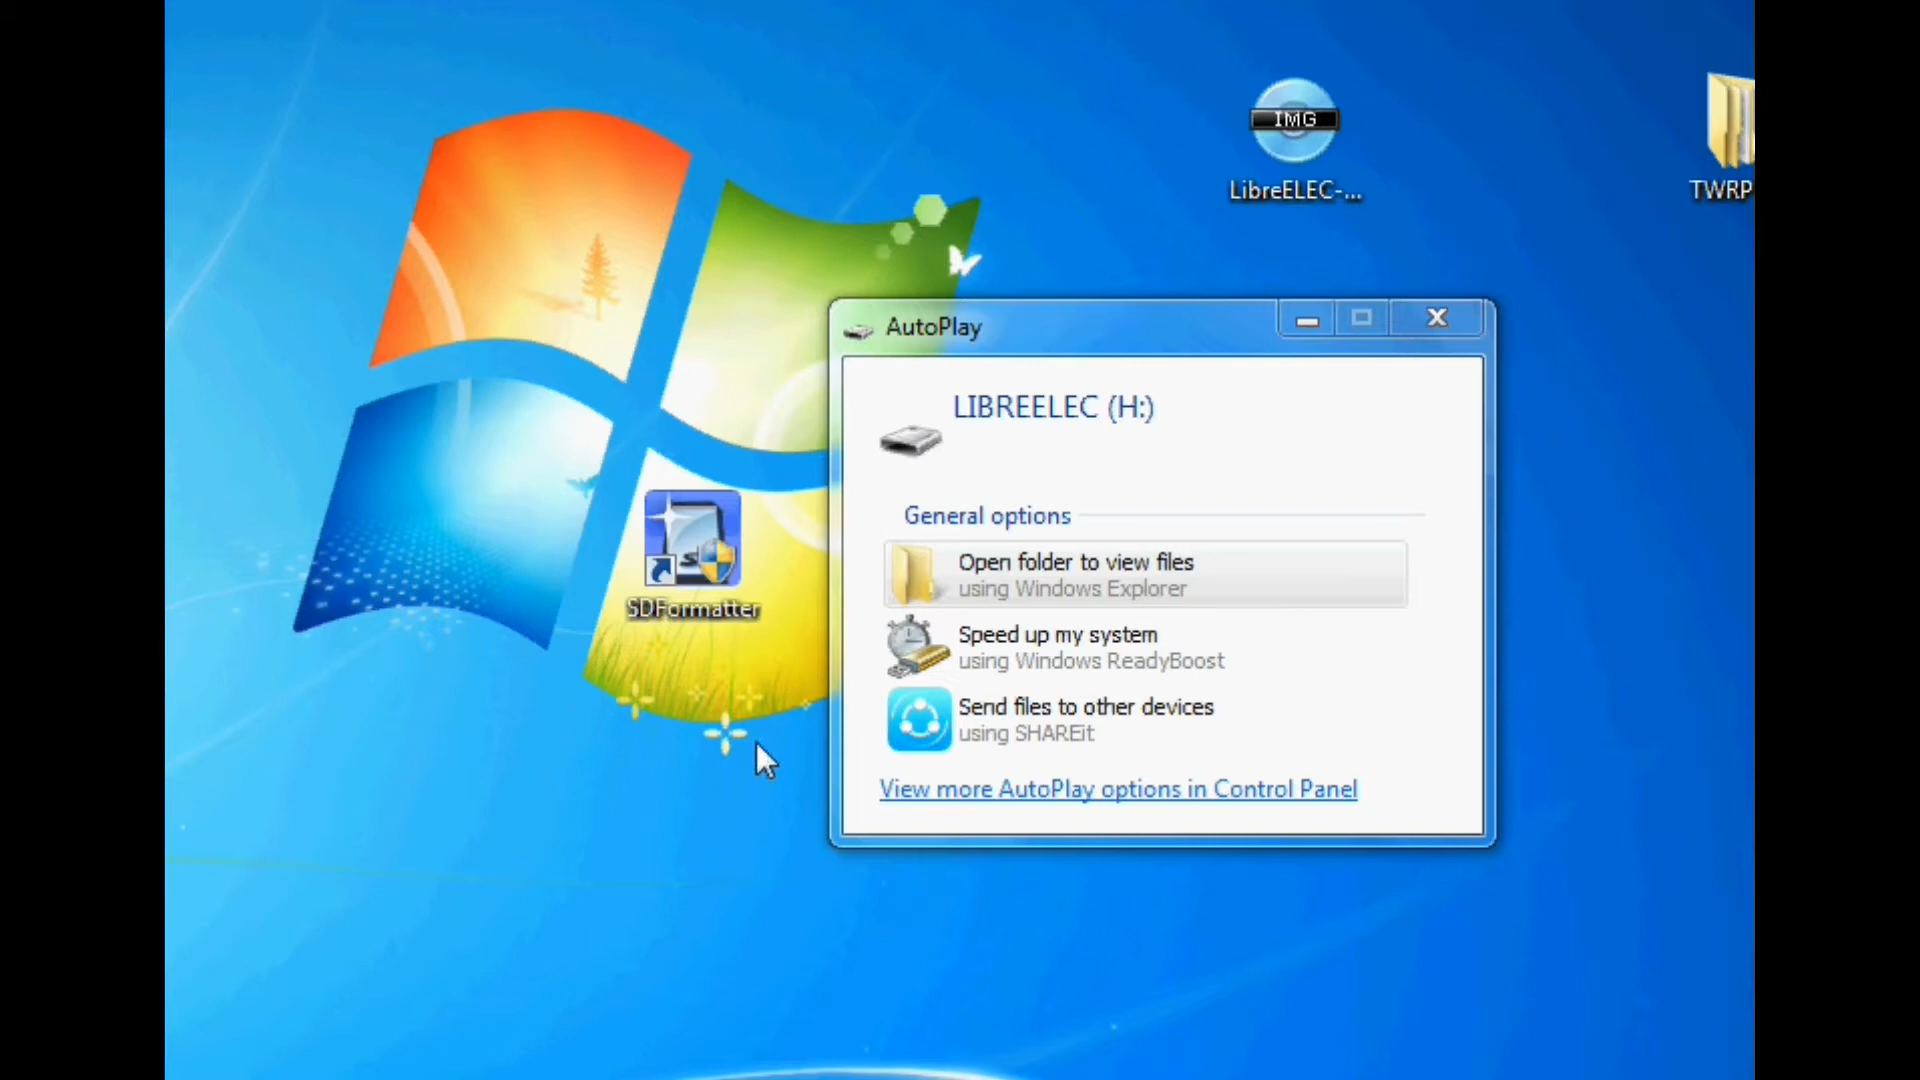 IMG
LibreELEC-...
TWRP
AutoPlay
LIBREELEC (H:)
General options
Open folder to view files
using Windows Explorer
Speed up my system
using Windows ReadyBoost
Send files to other devices
using SHAREit
View more AutoPlay options in Control Panel
SDFormatter